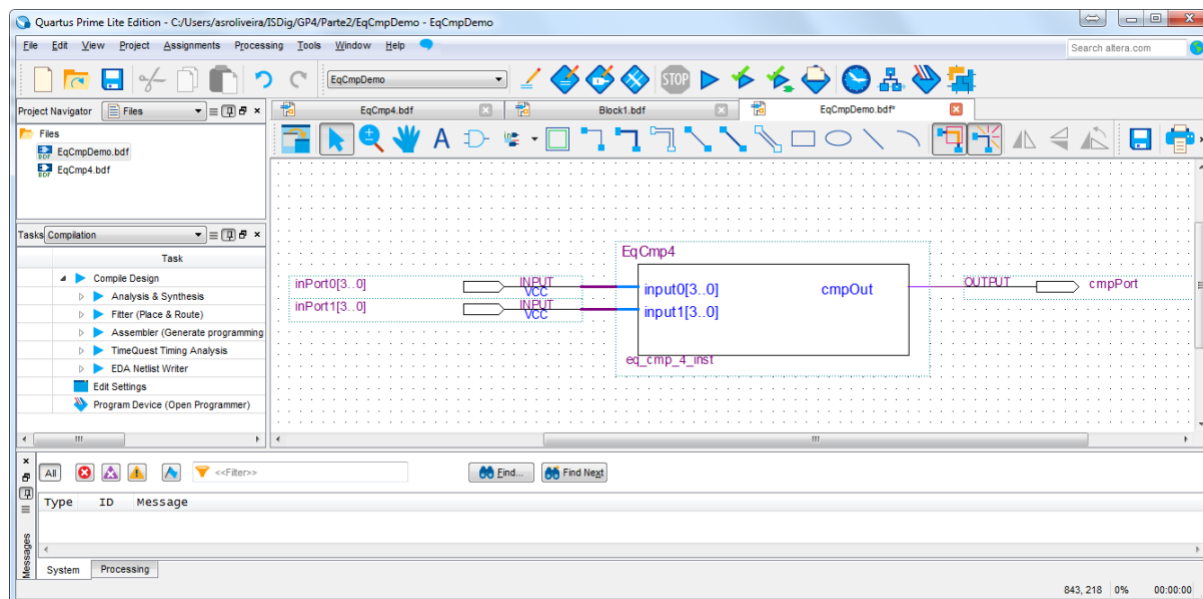 Quartus Prime Lite Edition - C:/Users/asroliveira/ISDig/GP4/Parte2/EqCmpDemo - EqCmpDemo
File Edit View Project Assignments Processing Tools Window Help
Search altera.com
EqCmpDemo
STOP
Project Navigator Files
EqCmp4.bdf Block1.bdf EqCmpDemo.bdf*
Files
EqCmpDemo.bdf
EqCmp4.bdf
A
Tasks Compilation
Task
Compile Design
Analysis & Synthesis
Fitter (Place & Route)
Assembler (Generate programming
TimeQuest Timing Analysis
EDA Netlist Writer
Edit Settings
Program Device (Open Programmer)
EqCmp4
inPort0[3..0] INPUT
VCC
inPort1[3..0] INPUT
VCC
input0[3..0] cmpOut
input1[3..0]
OUTPUT cmpPort
eq_cmp_4_inst
All <<Filter>> Find... Find Next
Type ID Message
Messages
System Processing
843, 218 0% 00:00:00